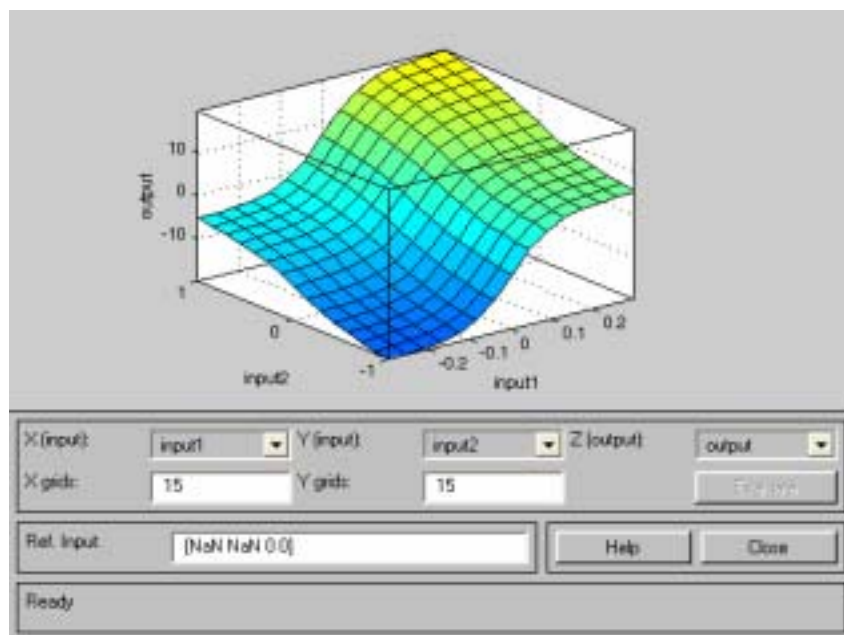 output
10
0
-10
1
0
-1
input2
-0.2
-0.1
0
0.1
0.2
input1
X (input): input1 Y (input): input2 Z (output): output
X grids: 15 Y grids: 15
Ref. Input: [NaN NaN 0.0] Help Close
Ready